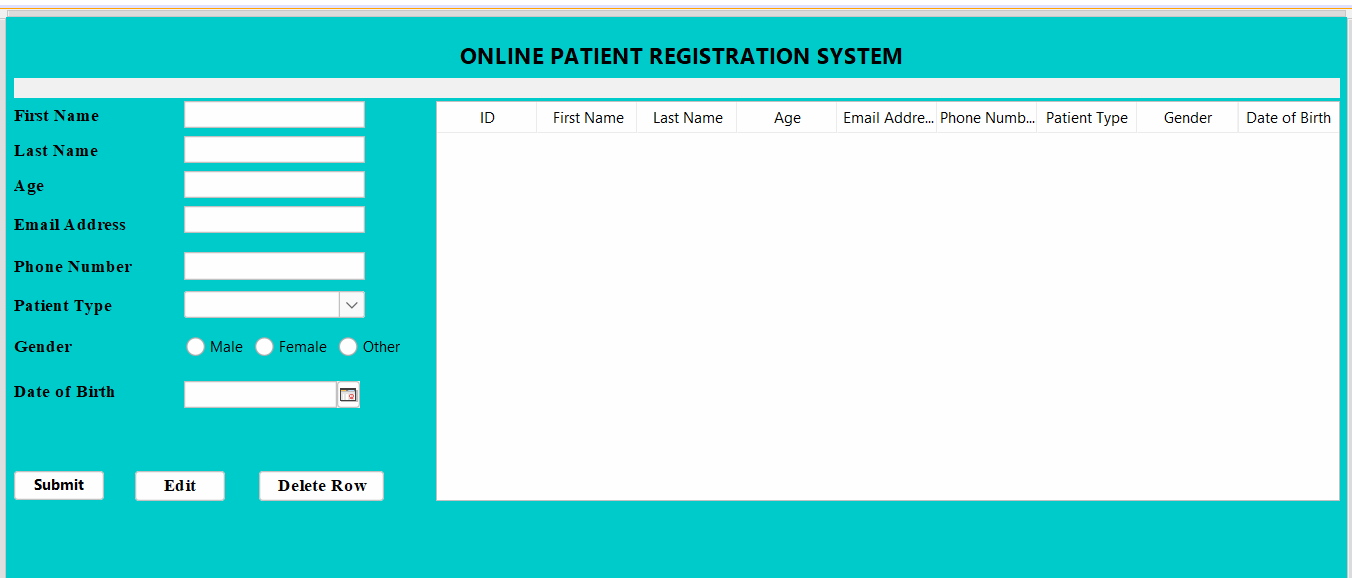 ONLINE PATIENT REGISTRATION SYSTEM
First Name
Last Name
Age
Email Address
Phone Number
Patient Type
Gender Male Female Other
Date of Birth
Submit Edit Delete Row
ID First Name Last Name Age Email Addre... Phone Numb... Patient Type Gender Date of Birth